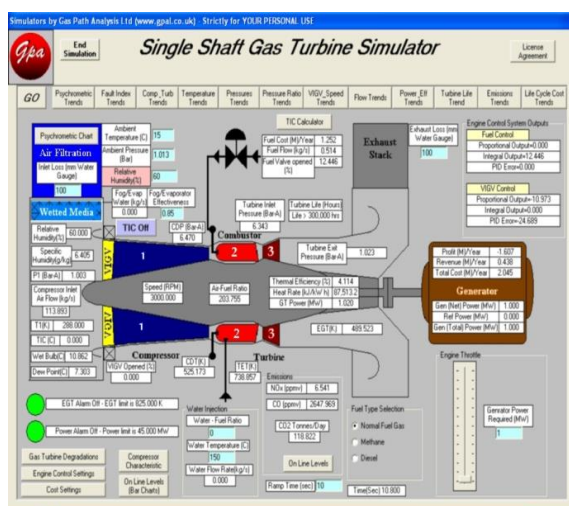 Simulators by Gas Path Analysis Ltd (www.gpal.co.uk) - Strictly for YOUR PERSONAL USE
Gpa
End Simulation
Single Shaft Gas Turbine Simulator
License Agreement
GO
Psychrometric Trends
Fault Index Trends
Comp_Turb Trends
Temperature Trends
Pressures Trends
Pressure Ratio Trends
VIGV_Speed Trends
Flow Trends
Power_Eff Trends
Turbine Life Trend
Emissions Trends
Life Cycle Cost Trends
Psychrometric Chart
Air Filtration
Inlet Loss (mm Water Gauge)
100
Ambient Temperature (C) 15
Ambient Pressure (Bar) 1.013
Relative Humidity(%) 60
Fog/Evap Water (kg/s)
0.000
Fog/Evaporator Effectiveness
0.85
Wetted Media
TIC Off
TIC Calculator
Fuel Cost (M)/Year 1.252
Fuel Flow (kg/s) 0.514
Fuel Valve opened (%) 12.446
Exhaust Stack
Exhaust Loss (mm Water Gauge)
100
Engine Control System Outputs
Fuel Control
Proportional Output=0.000
Integral Output=12.446
PID Error=0.000
VIGV Control
Proportional Output=-10.973
Integral Output=0.000
PID Error=-24.689
CDP (Bar-A)
6.470
Combustor
Turbine Inlet Pressure (Bar-A)
6.343
Turbine Life (Hours)
Life > 300,000 hrs
Turbine Exit Pressure (Bar-A) 1.023
Relative Humidity(%) 60.000
Specific Humidity(g/kg) 6.405
P1 (Bar-A) 1.003
Compressor Inlet Air Flow (kg/s)
113.893
T1(K) 288.000
TIC (C) 0.000
Wet Bulb(C) 10.862
Dew Point(C) 7.303
VIGV
1
2
3
Speed (RPM)
3000.000
Air-Fuel Ratio
203.755
Thermal Efficiency (%) 4.114
Heat Rate (kJ/kW h) 87,513.2
GT Power (MW) 1.020
Profit (M)/Year -1.607
Revenue (M)/Year 0.438
Total Cost (M)/Year 2.045
Generator
Gen (Net) Power (MW) 1.000
Ref Power (MW) 0.000
Gen (Total) Power (MW) 1.000
VIGV
1
2
3
EGT(K) 489.523
Compressor
Turbine
VIGV Opened (%)
0.000
CDT(K)
525.173
TET(K)
738.857
EGT Alarm Off - EGT limit is 825.000 K
Power Alarm Off - Power limit is 45.000 MW
Water Injection
Water - Fuel Ratio
0
Water Temperature (C)
150
Water Flow Rate(kg/s)
0.000
Emissions
NOx (ppmv) 6.541
CO (ppmv) 2647.969
CO2 Tonnes/Day
118.822
On Line Levels
Fuel Type Selection
Normal Fuel Gas
Methane
Diesel
Engine Throttle
Genrator Power Required (MW)
1
Gas Turbine Degradations
Engine Control Settings
Cost Settings
Compressor Characteristic
On Line Levels (Bar Charts)
Ramp Time (sec) 10
Time(Sec) 10.800